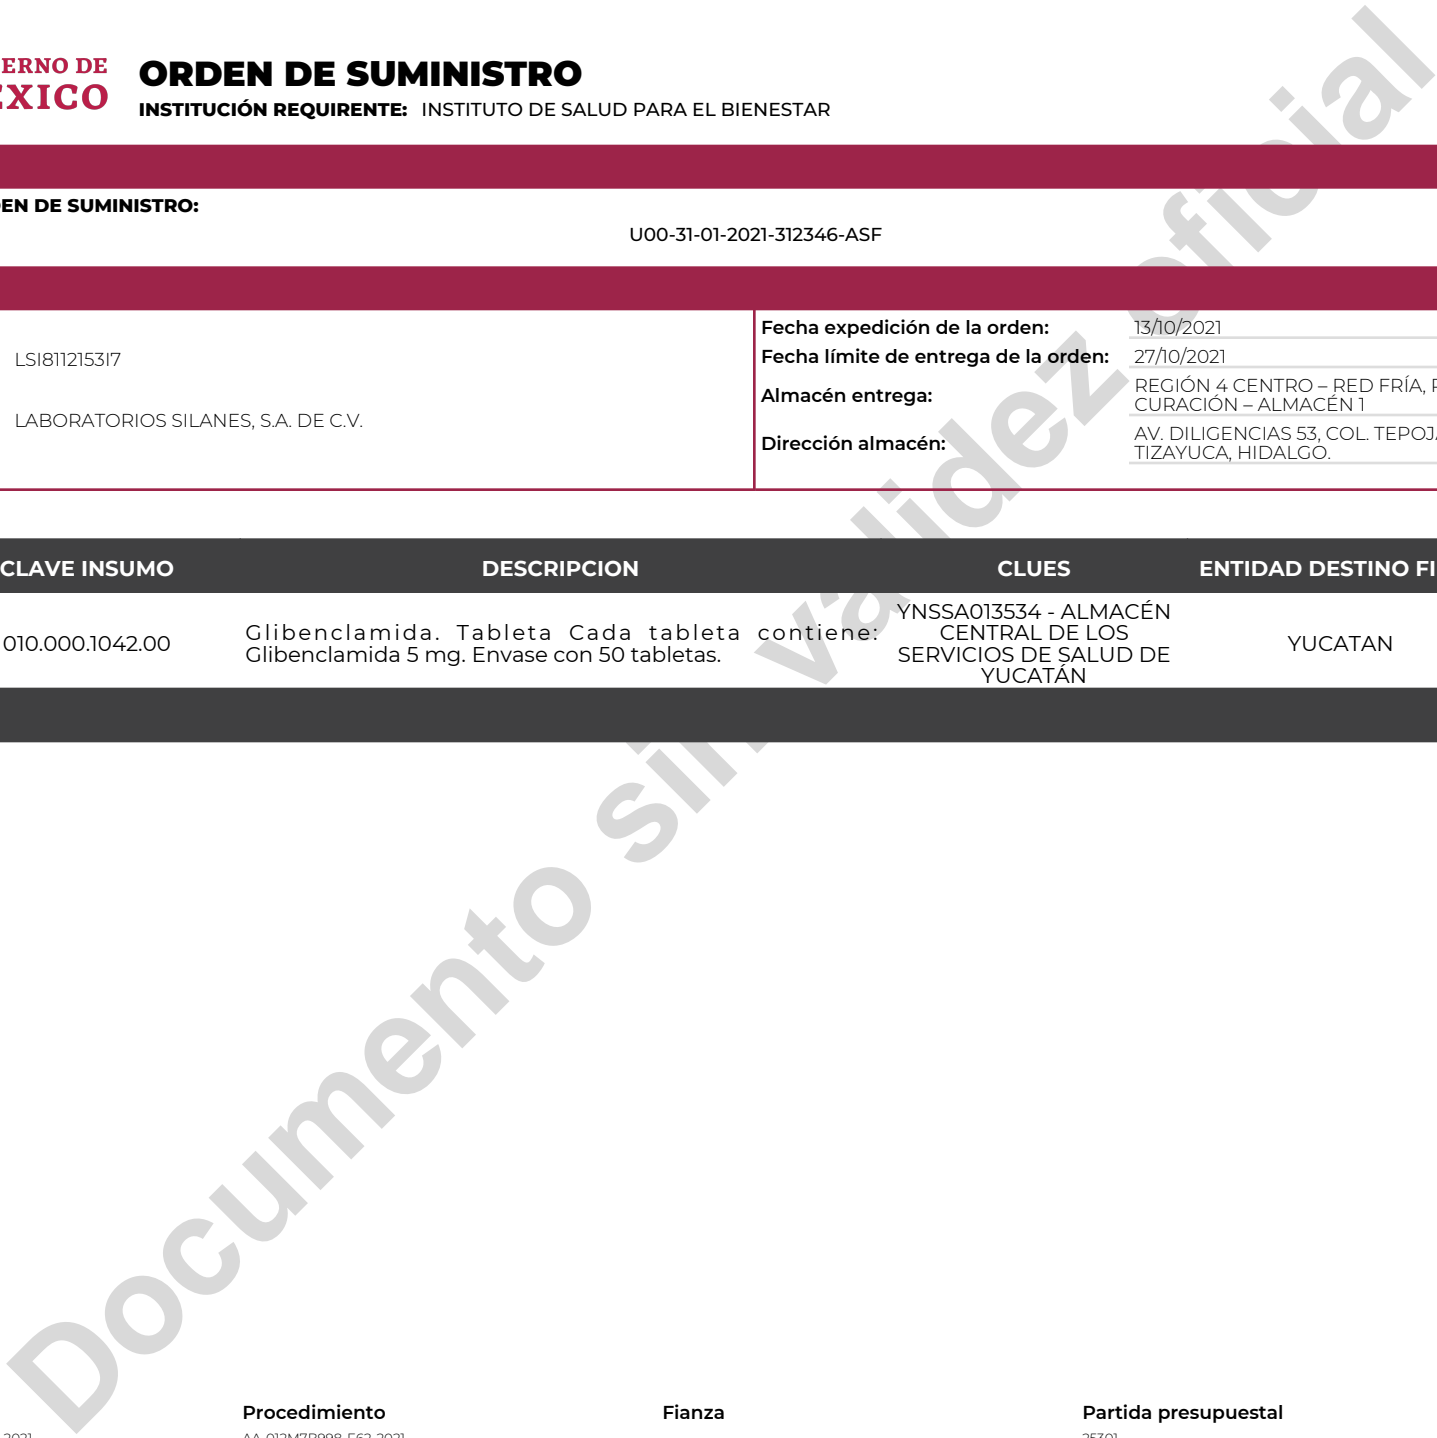 ERNO DE
EXICO
ORDEN DE SUMINISTRO
INSTITUCIÓN REQUIRENTE: INSTITUTO DE SALUD PARA EL BIENESTAR
EN DE SUMINISTRO:
U00-31-01-2021-312346-ASF
LSI8112153I7
LABORATORIOS SILANES, S.A. DE C.V.
Fecha expedición de la orden: 13/10/2021
Fecha límite de entrega de la orden: 27/10/2021
Almacén entrega: REGIÓN 4 CENTRO – RED FRÍA,
CURACIÓN – ALMACÉN 1
Dirección almacén: AV. DILIGENCIAS 53, COL. TEPOJA
TIZAYUCA, HIDALGO.
CLAVE INSUMO DESCRIPCION CLUES ENTIDAD DESTINO FI
010.000.1042.00
Glibenclamida. Tableta Cada tableta contiene:
Glibenclamida 5 mg. Envase con 50 tabletas.
YNSSA013534 - ALMACÉN
CENTRAL DE LOS
SERVICIOS DE SALUD DE
YUCATÁN
YUCATAN
Documento sin validez oficial
Procedimiento Fianza Partida presupuestal